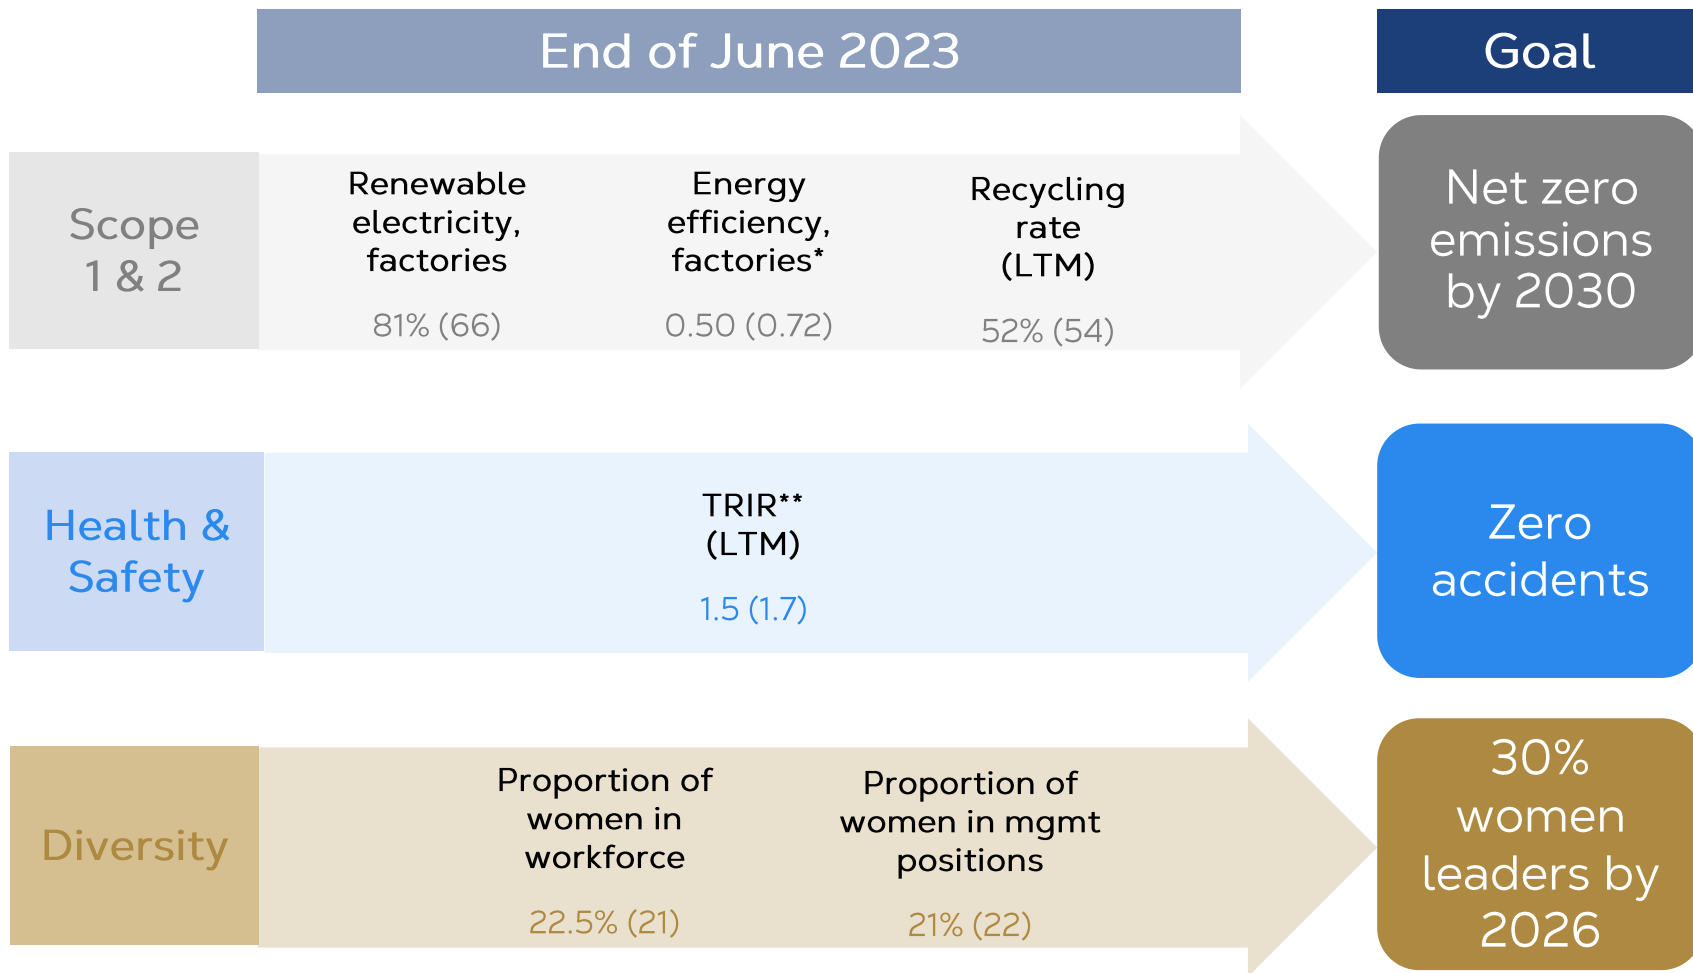 End of June 2023
Goal
Scope
1 & 2
Renewable
electricity,
factories
81% (66)
Energy
efficiency,
factories*
0.50 (0.72)
Recycling
rate
(LTM)
52% (54)
Net zero
emissions
by 2030
Health &
Safety
TRIR**
(LTM)
1.5 (1.7)
Zero
accidents
Diversity
Proportion of
women in
workforce
22.5% (21)
Proportion of
women in mgmt
positions
21% (22)
30%
women
leaders by
2026